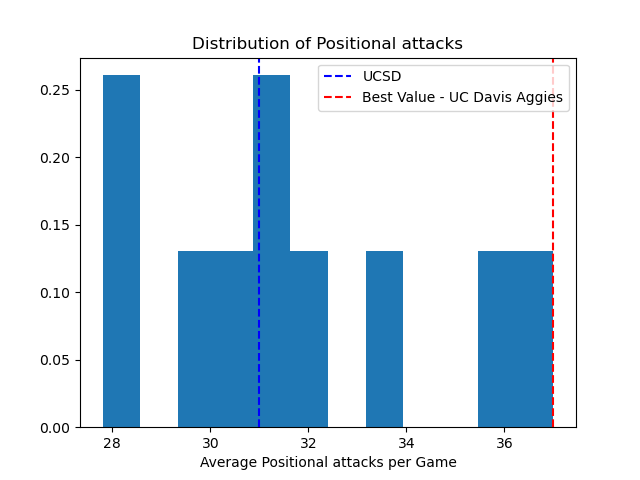 Distribution of Positional attacks
UCSD
Best Value - UC Davis Aggies
0.25
0.20
0.15
0.10
0.05
0.00
28 30 32 34 36
Average Positional attacks per Game